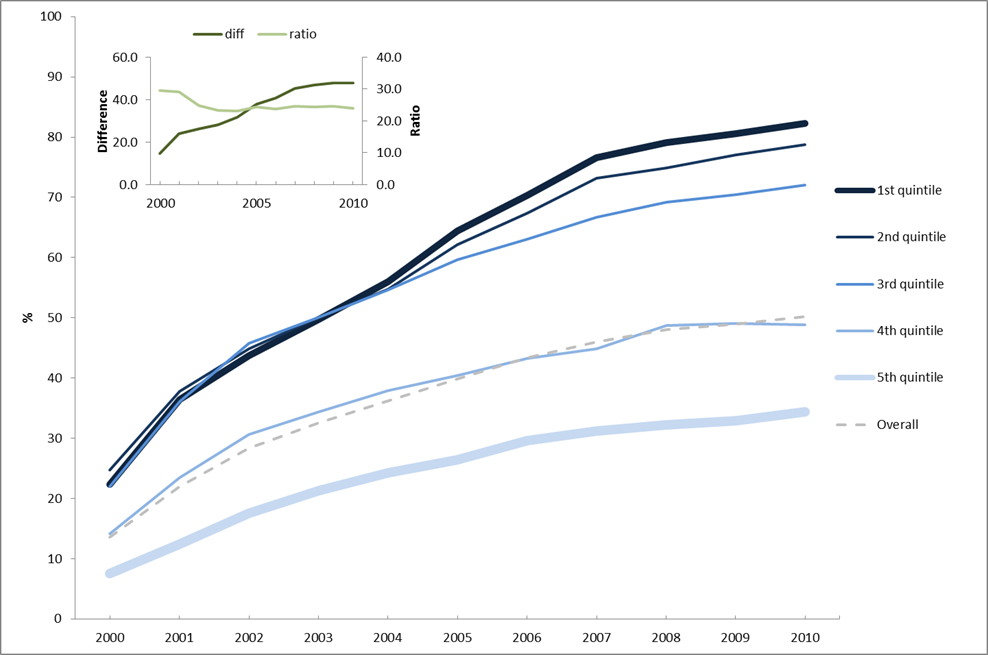 100
90
80
70
60
50
40
30
20
10
0
%
2000 2001 2002 2003 2004 2005 2006 2007 2008 2009 2010
diff ratio
60.0
40.0
20.0
0.0
Difference
40.0
30.0
20.0
10.0
0.0
Ratio
2000 2005 2010
1st quintile
2nd quintile
3rd quintile
4th quintile
5th quintile
Overall